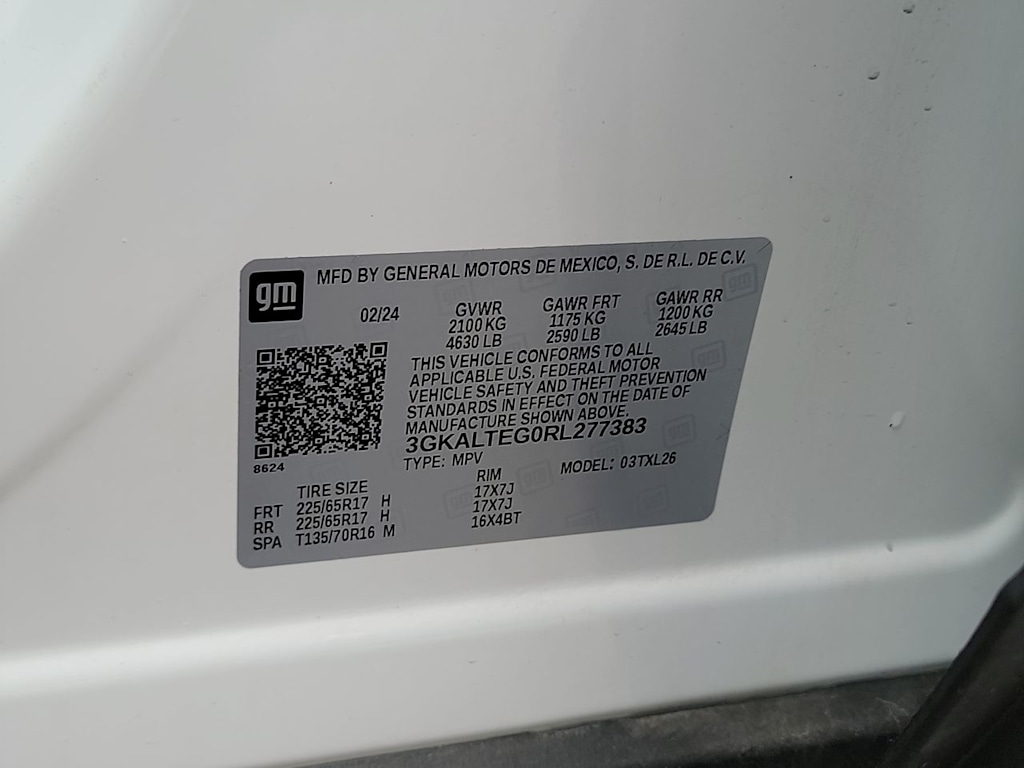 gm
MFD BY GENERAL MOTORS DE MEXICO, S. DE R.L. DE C.V.
02/24 GVWR GAWR FRT GAWR RR
2100 KG 1175 KG 1200 KG
4630 LB 2590 LB 2645 LB
THIS VEHICLE CONFORMS TO ALL
APPLICABLE U.S. FEDERAL MOTOR
VEHICLE SAFETY AND THEFT PREVENTION
STANDARDS IN EFFECT ON THE DATE OF
MANUFACTURE SHOWN ABOVE.
3GKALTEG0RL277383
8624
TYPE: MPV MODEL: 03TXL26
TIRE SIZE RIM
FRT 225/65R17 H 17X7J
RR 225/65R17 H 17X7J
SPA T135/70R16 M 16X4BT